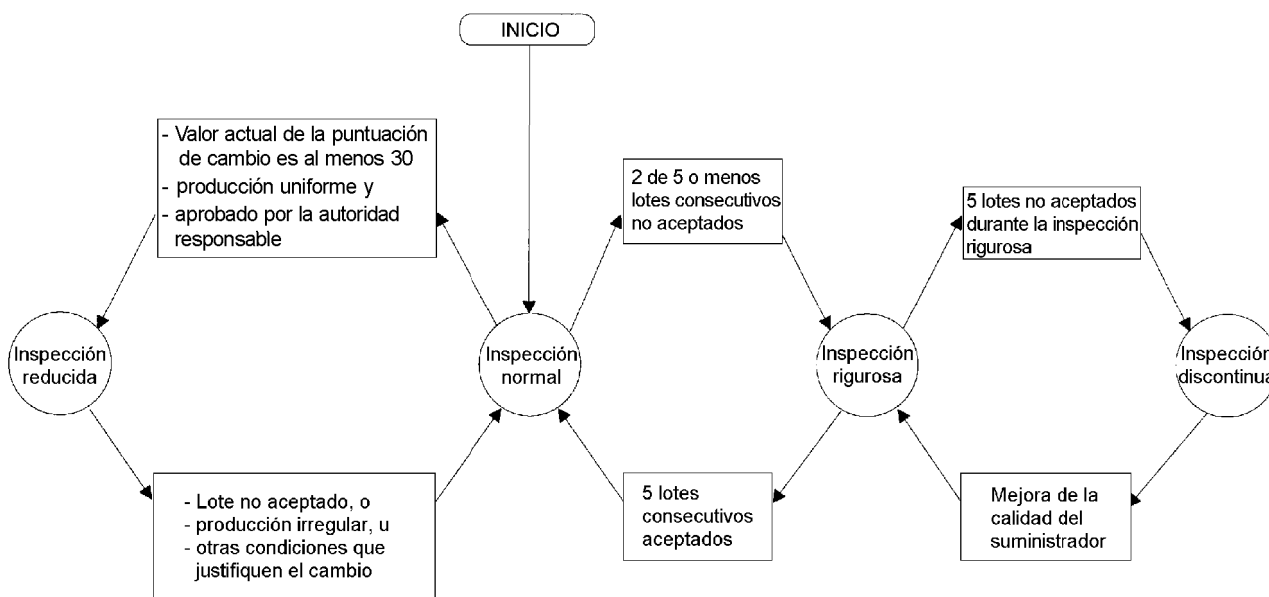 INICIO
- Valor actual de la puntuación
de cambio es al menos 30
- producción uniforme y
- aprobado por la autoridad
responsable
2 de 5 o menos
lotes consecutivos
no aceptados
5 lotes no aceptados
durante la inspección
rigurosa
Inspección
reducida
Inspección
normal
Inspección
rigurosa
Inspección
discontinua
- Lote no aceptado, o
- producción irregular, u
- otras condiciones que
justifiquen el cambio
5 lotes
consecutivos
aceptados
Mejora de la
calidad del
suministrador